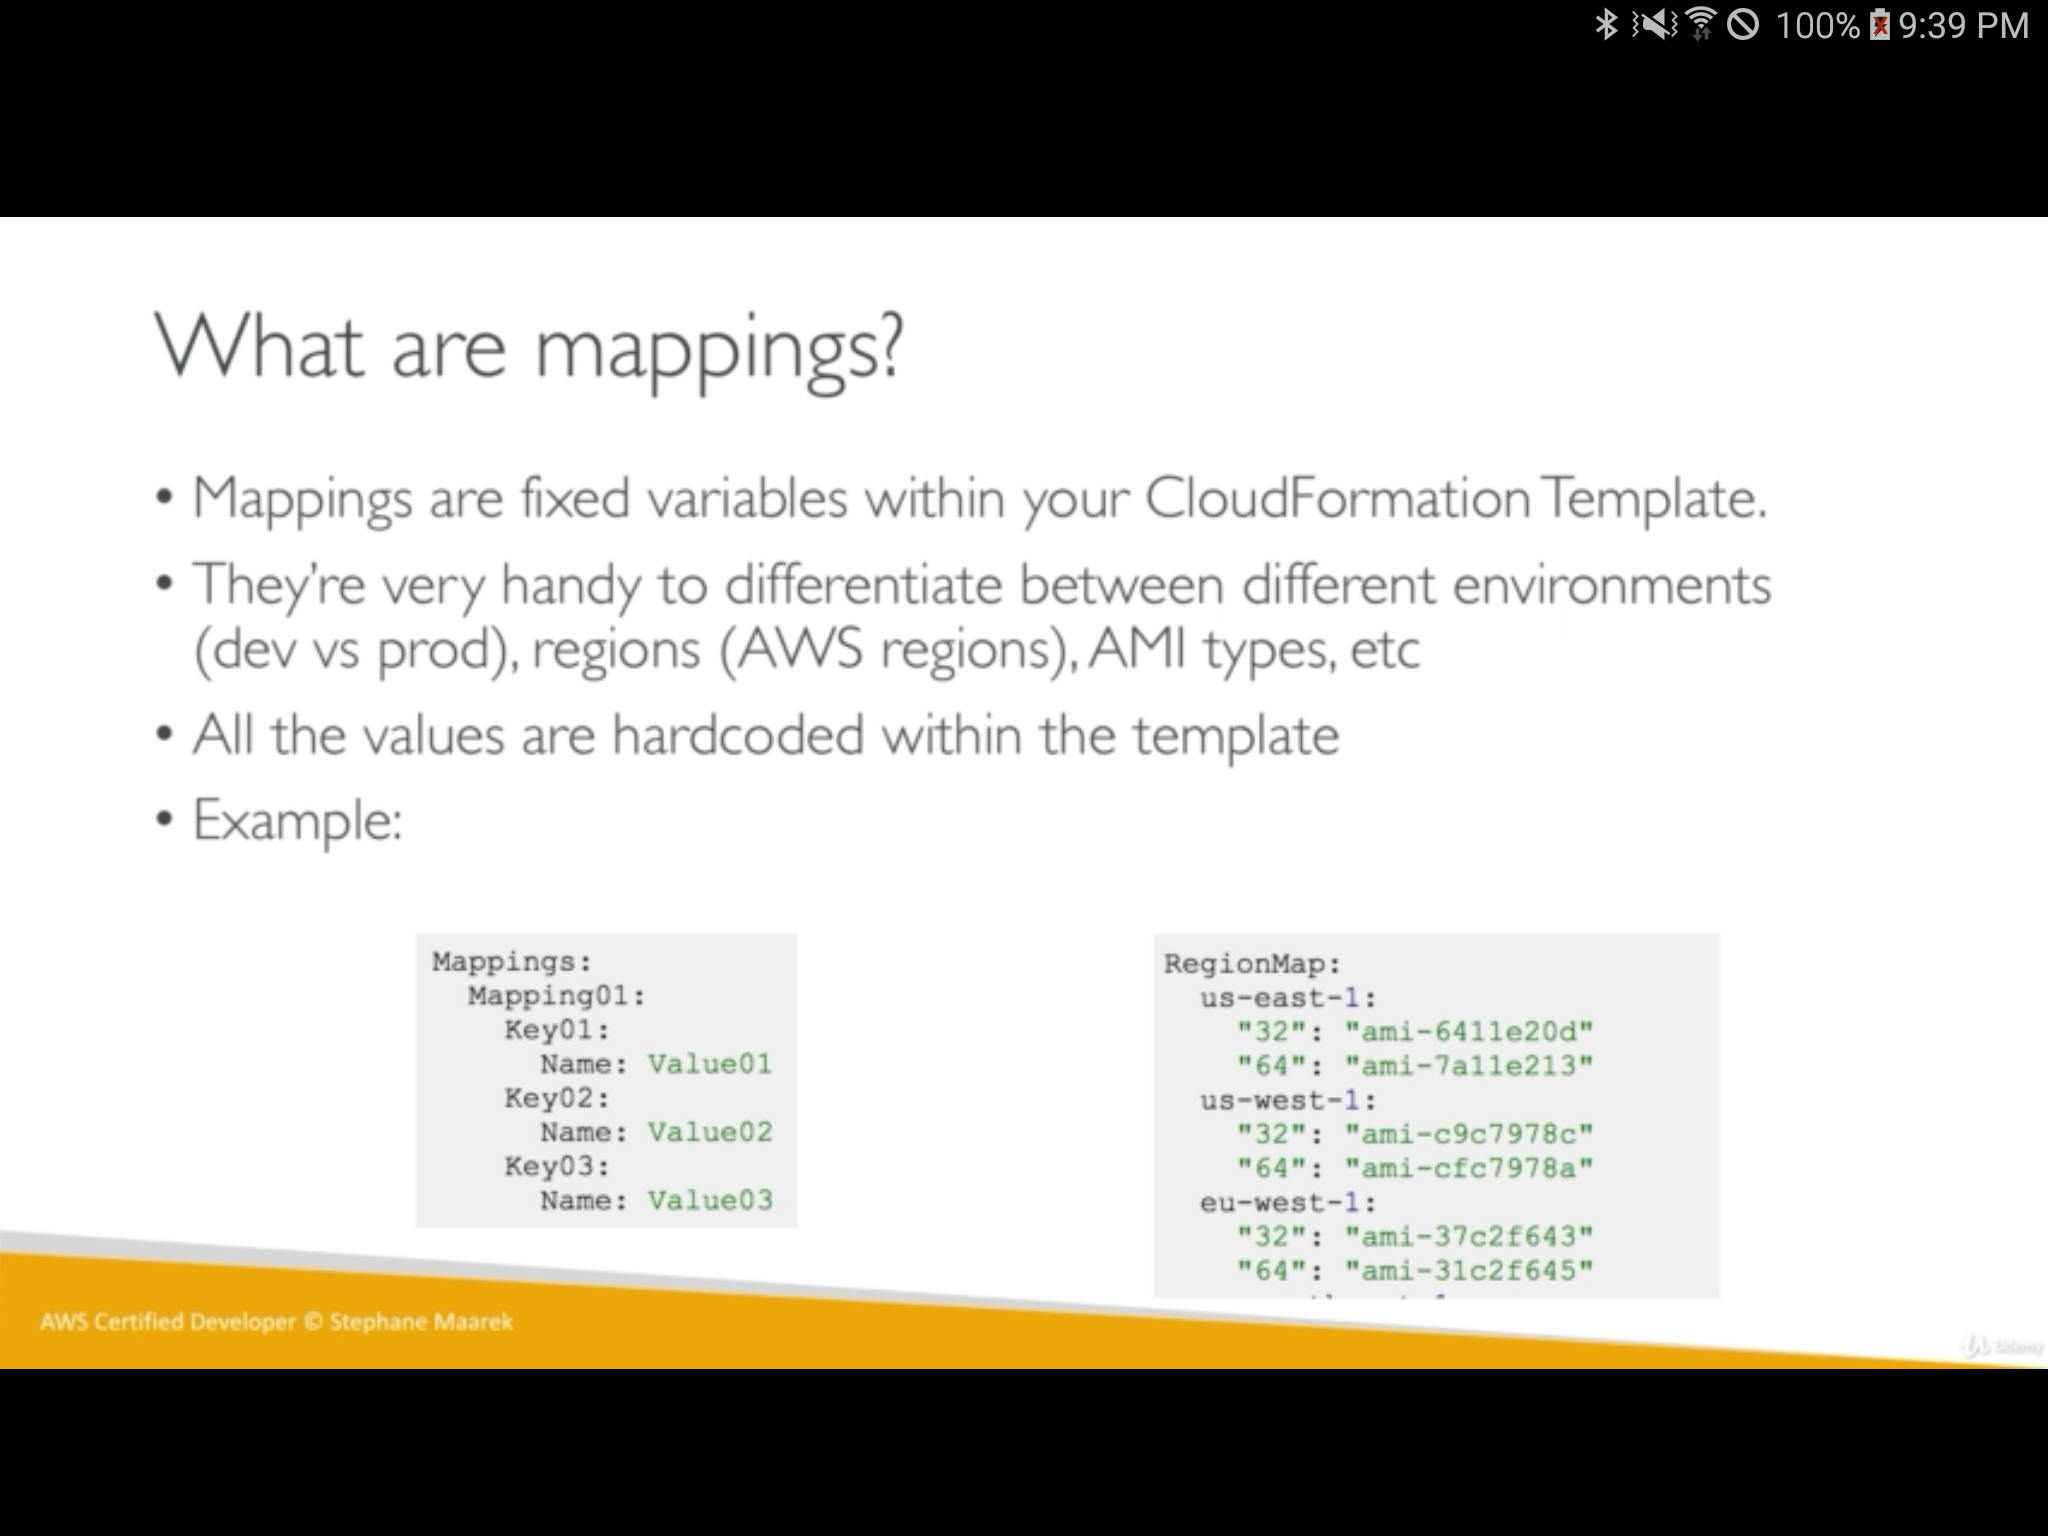 100% 9:39 PM
What are mappings?
• Mappings are fixed variables within your CloudFormation Template.
• They're very handy to differentiate between different environments
(dev vs prod), regions (AWS regions), AMI types, etc
• All the values are hardcoded within the template
• Example:
Mappings:
  Mapping01:
    Key01:
      Name: Value01
    Key02:
      Name: Value02
    Key03:
      Name: Value03
RegionMap:
  us-east-1:
    "32": "ami-6411e20d"
    "64": "ami-7a11e213"
  us-west-1:
    "32": "ami-c9c7978c"
    "64": "ami-cfc7978a"
  eu-west-1:
    "32": "ami-37c2f643"
    "64": "ami-31c2f645"
AWS Certified Developer © Stephane Maarek
Udemy